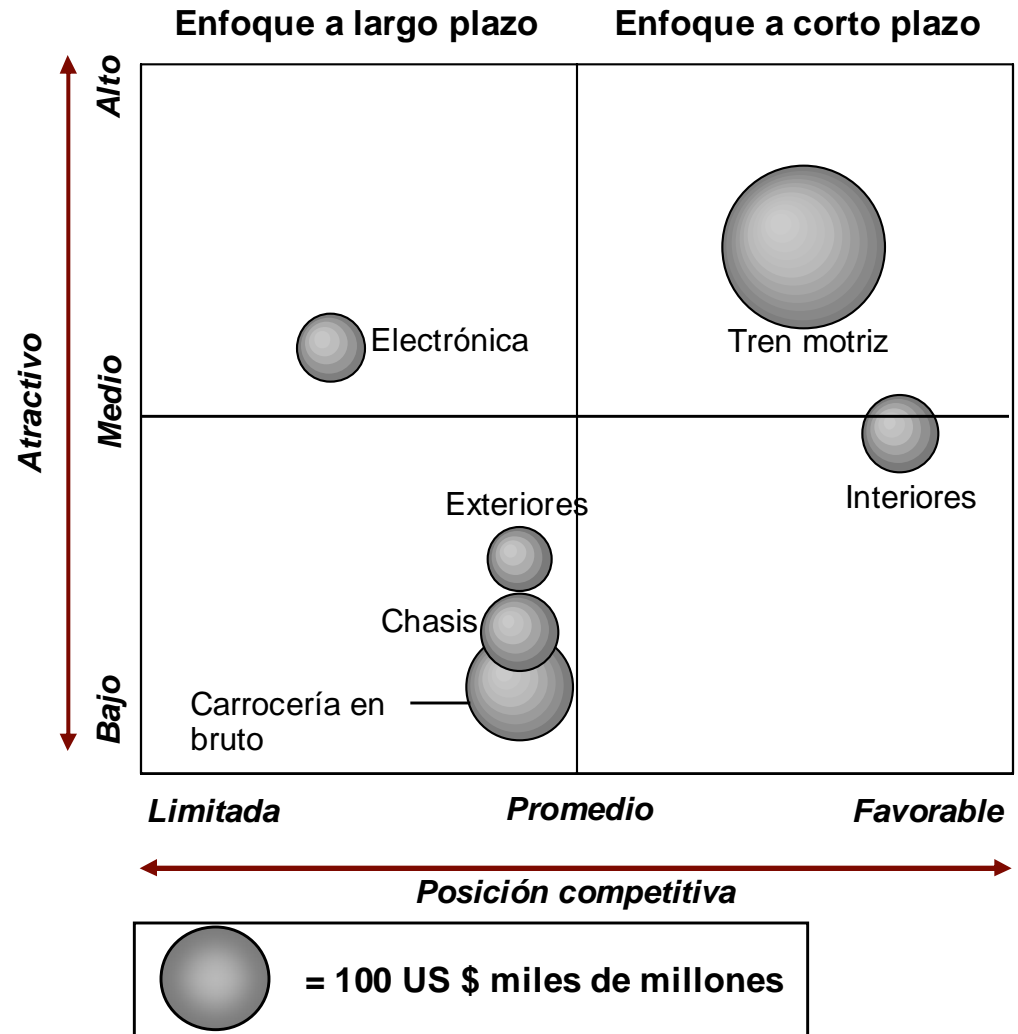 Enfoque a largo plazo
Enfoque a corto plazo
Alto
Medio
Bajo
Atractivo
Electrónica
Tren motriz
Interiores
Exteriores
Chasis
Carrocería en
bruto
Limitada
Promedio
Favorable
Posición competitiva
= 100 US $ miles de millones